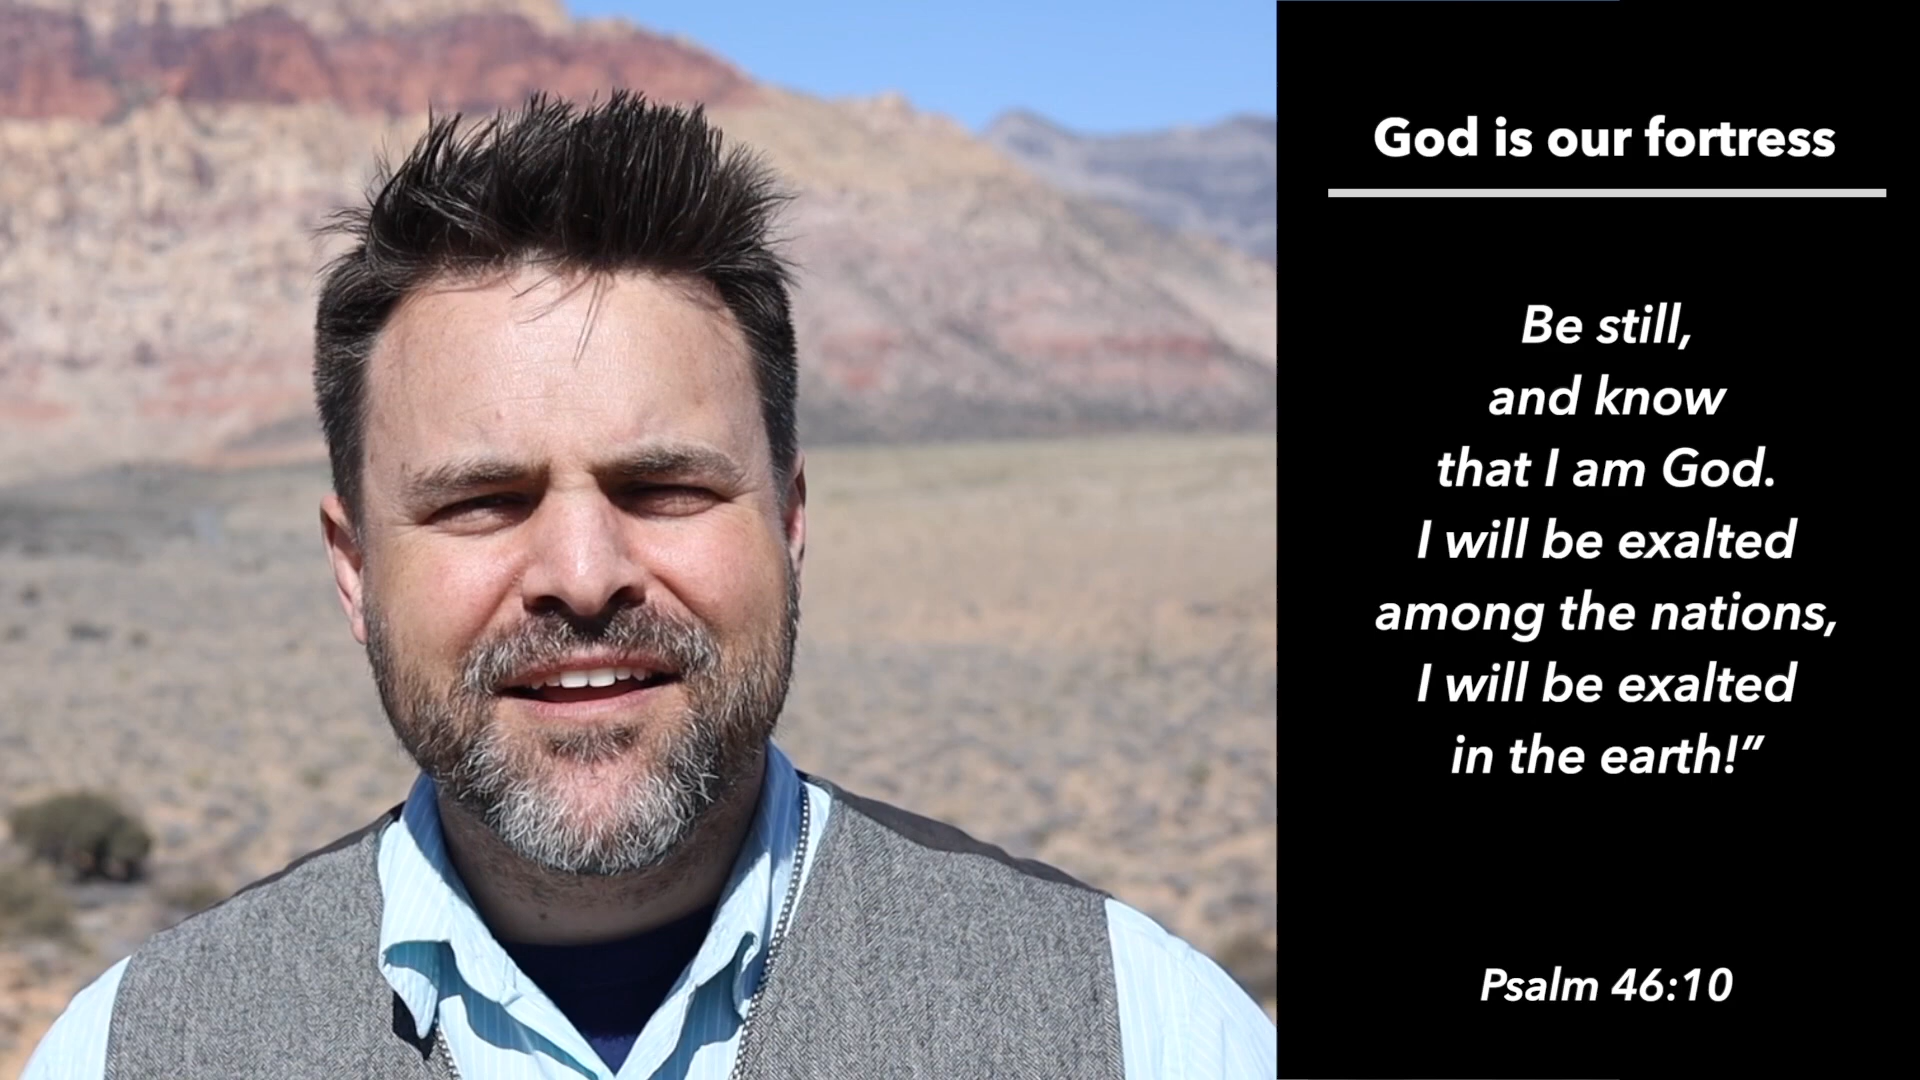 God is our fortress
Be still,
and know
that I am God.
I will be exalted
among the nations,
I will be exalted
in the earth!”
Psalm 46:10